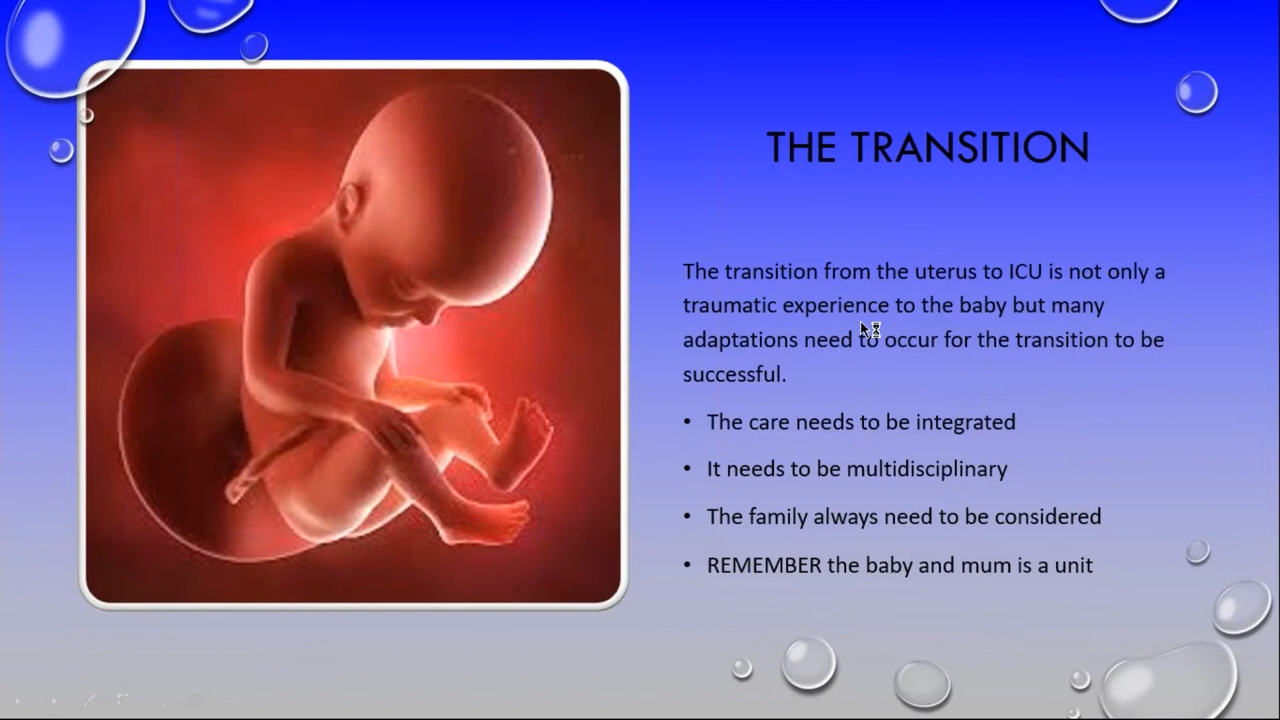 THE TRANSITION
The transition from the uterus to ICU is not only a
traumatic experience to the baby but many
adaptations need to occur for the transition to be
successful.
• The care needs to be integrated
• It needs to be multidisciplinary
• The family always need to be considered
• REMEMBER the baby and mum is a unit